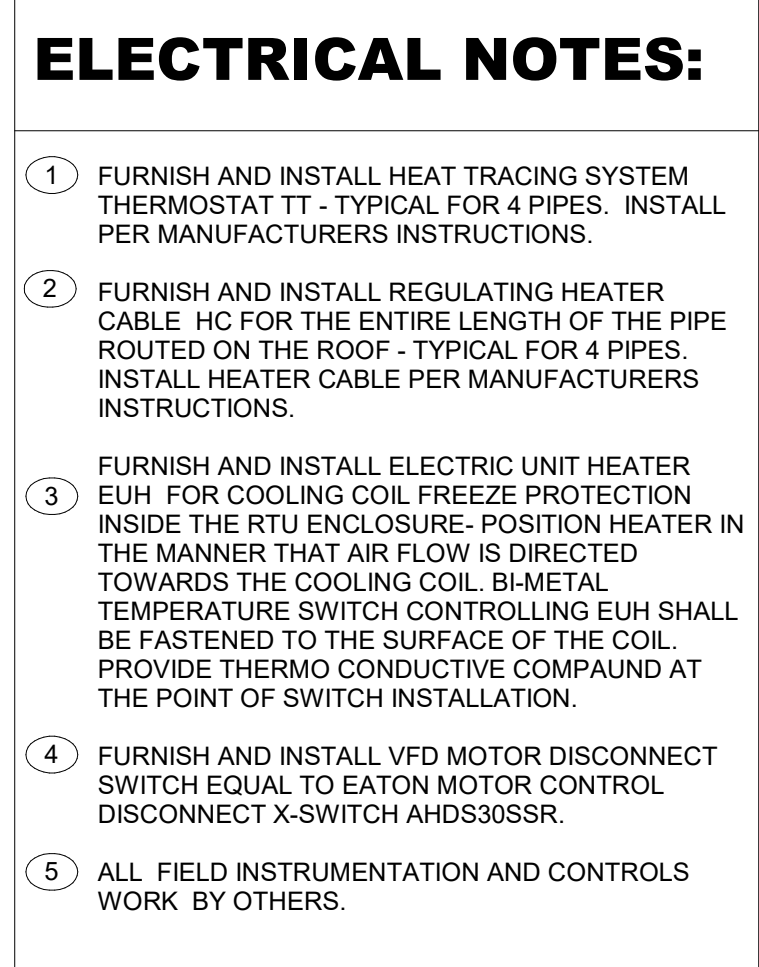 ELECTRICAL NOTES:
1 FURNISH AND INSTALL HEAT TRACING SYSTEM
THERMOSTAT TT - TYPICAL FOR 4 PIPES. INSTALL
PER MANUFACTURERS INSTRUCTIONS.
2 FURNISH AND INSTALL REGULATING HEATER
CABLE HC FOR THE ENTIRE LENGTH OF THE PIPE
ROUTED ON THE ROOF - TYPICAL FOR 4 PIPES.
INSTALL HEATER CABLE PER MANUFACTURERS
INSTRUCTIONS.
FURNISH AND INSTALL ELECTRIC UNIT HEATER
3 EUH FOR COOLING COIL FREEZE PROTECTION
INSIDE THE RTU ENCLOSURE- POSITION HEATER IN
THE MANNER THAT AIR FLOW IS DIRECTED
TOWARDS THE COOLING COIL. BI-METAL
TEMPERATURE SWITCH CONTROLLING EUH SHALL
BE FASTENED TO THE SURFACE OF THE COIL.
PROVIDE THERMO CONDUCTIVE COMPAUND AT
THE POINT OF SWITCH INSTALLATION.
4 FURNISH AND INSTALL VFD MOTOR DISCONNECT
SWITCH EQUAL TO EATON MOTOR CONTROL
DISCONNECT X-SWITCH AHDS30SSR.
5 ALL FIELD INSTRUMENTATION AND CONTROLS
WORK BY OTHERS.